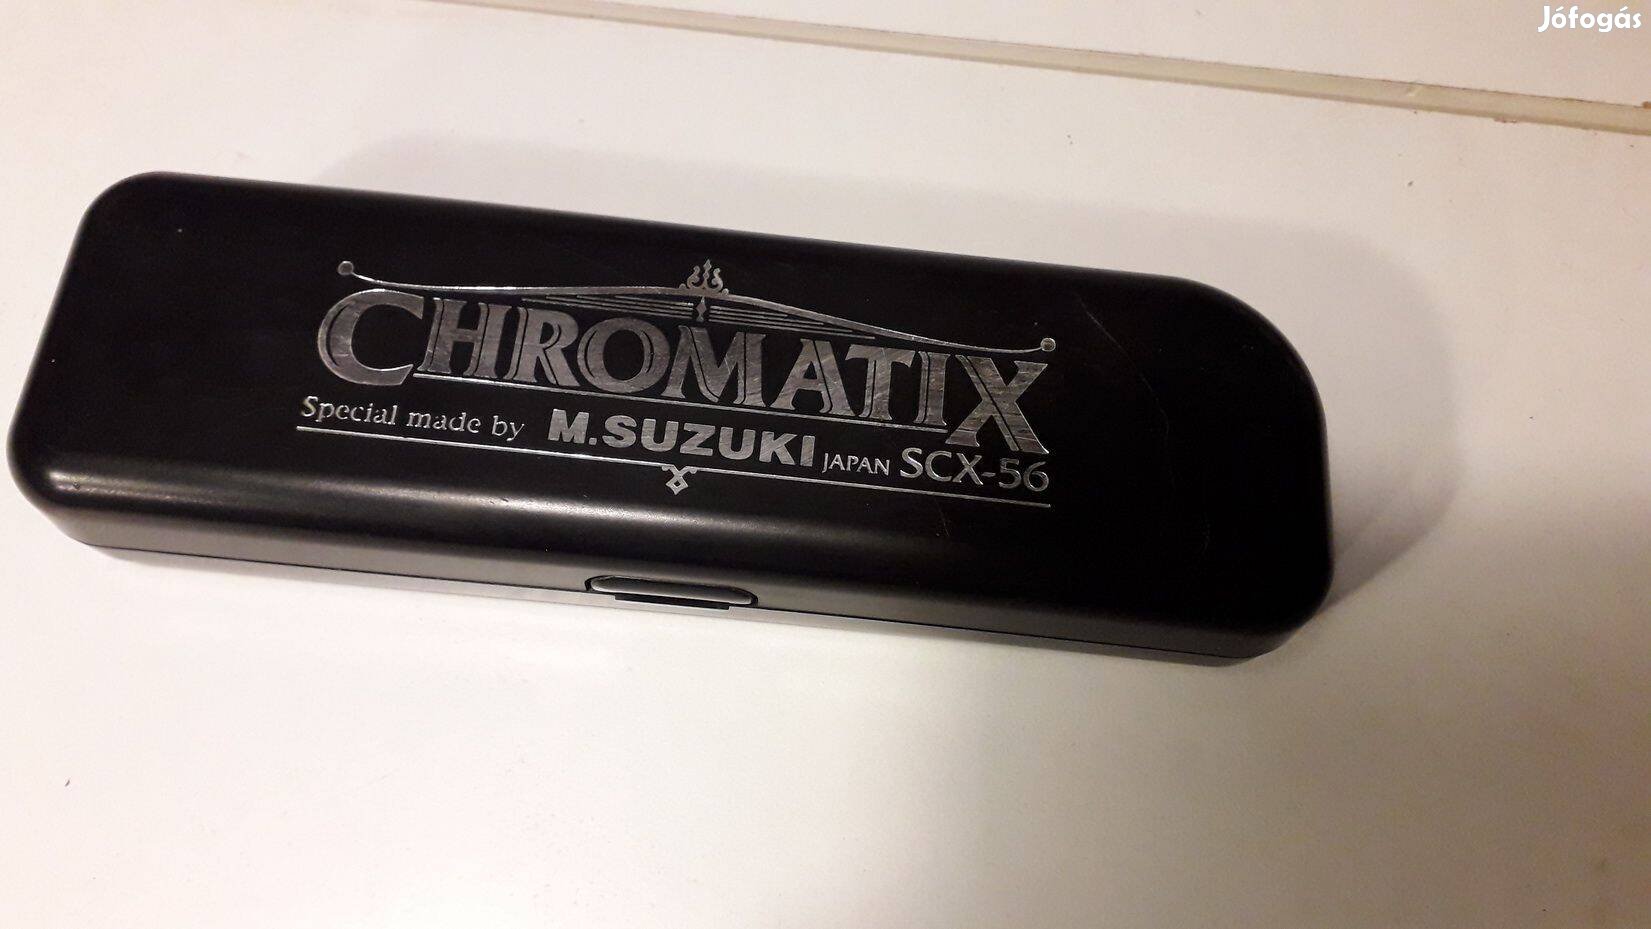 Jófogás
CHROMATIX
Special made by M.SUZUKI JAPAN SCX-56